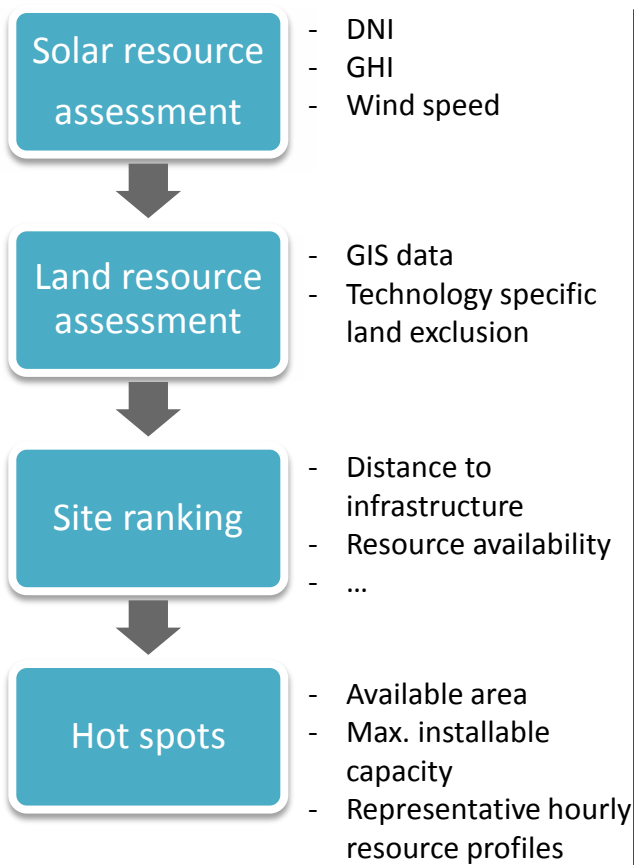 Solar resource
assessment
- DNI
- GHI
- Wind speed
Land resource
assessment
- GIS data
- Technology specific
land exclusion
Site ranking
- Distance to
infrastructure
- Resource availability
- ...
Hot spots
- Available area
- Max. installable
capacity
- Representative hourly
resource profiles